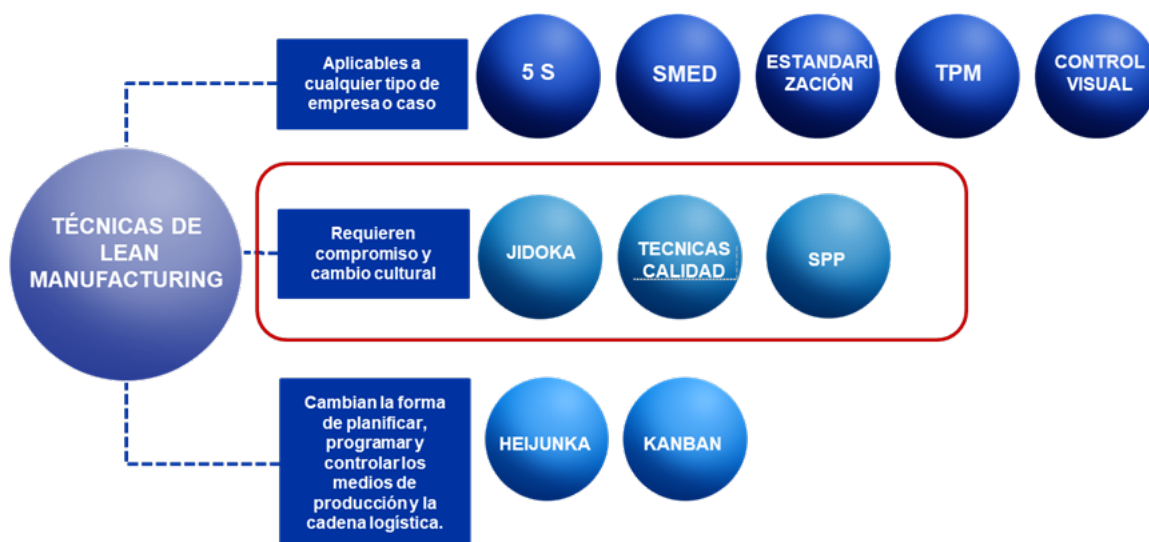 TÉCNICAS DE
LEAN
MANUFACTURING
Aplicables a
cualquier tipo de
empresa o caso
5 S
SMED
ESTANDARI
ZACIÓN
TPM
CONTROL
VISUAL
Requieren
compromiso y
cambio cultural
JIDOKA
TECNICAS
CALIDAD
SPP
Cambian la forma
de planificar,
programar y
controlar los
medios de
producción y la
cadena logística.
HEIJUNKA
KANBAN